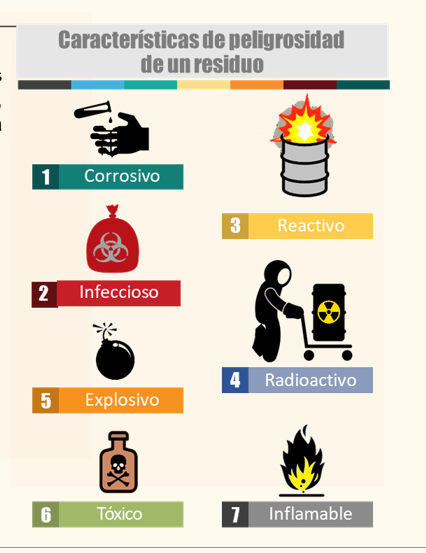 Características de peligrosidad
de un residuo
1 Corrosivo
2 Infeccioso
3 Reactivo
4 Radioactivo
5 Explosivo
6 Tóxico
7 Inflamable